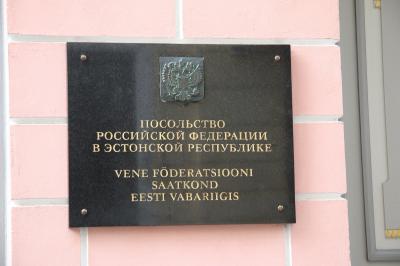 ПОСОЛЬСТВО
РОССИЙСКОЙ ФЕДЕРАЦИИ
В ЭСТОНСКОЙ РЕСПУБЛИКЕ
VENE FÖDERATSIOONI
SAATKOND
EESTI VABARIIGIS